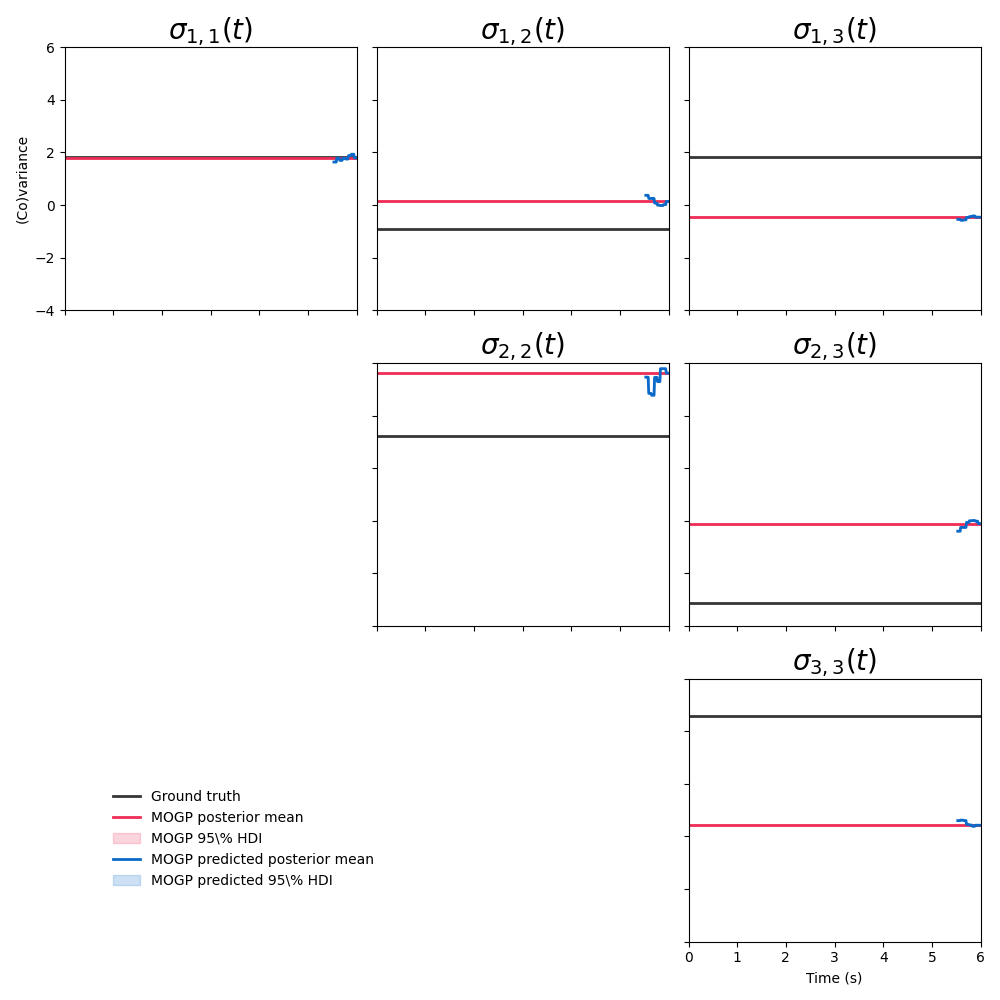 σ1,1(t) σ1,2(t) σ1,3(t)
6
4
2
0
−2
−4
(Co)variance
σ2,2(t) σ2,3(t)
σ3,3(t)
Ground truth
MOGP posterior mean
MOGP 95\% HDI
MOGP predicted posterior mean
MOGP predicted 95\% HDI
0 1 2 3 4 5 6
Time (s)